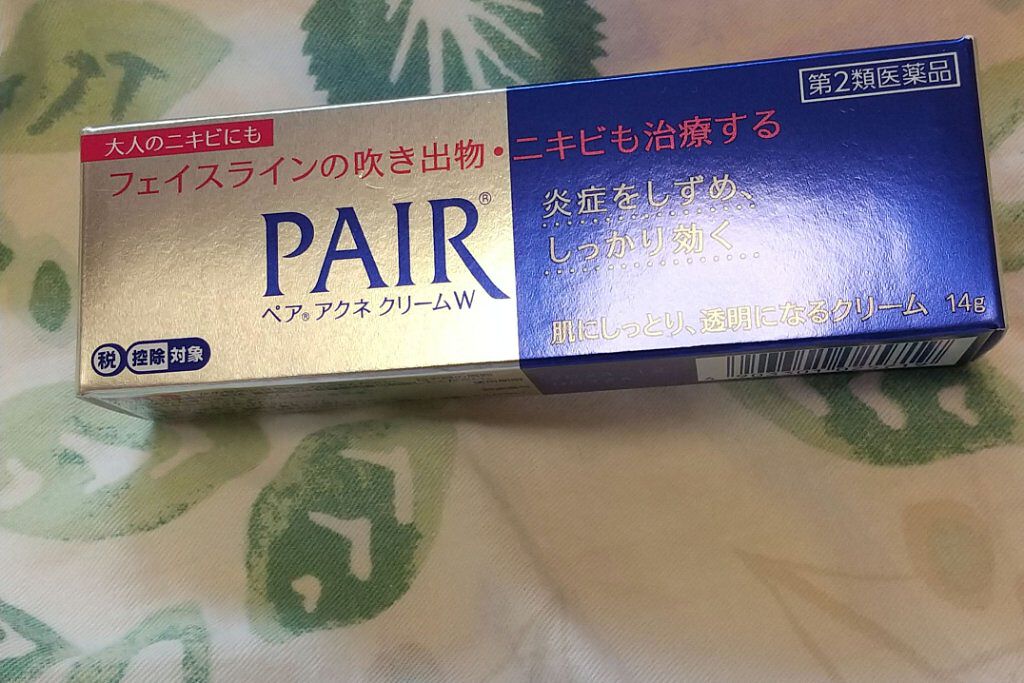 第2類医薬品
大人のニキビにも
フェイスラインの吹き出物・ニキビも治療する
PAIR®
ペア®アクネ クリームW
炎症をしずめ、
しっかり効く
肌にしっとり、透明になるクリーム 14g
税 控除 対象